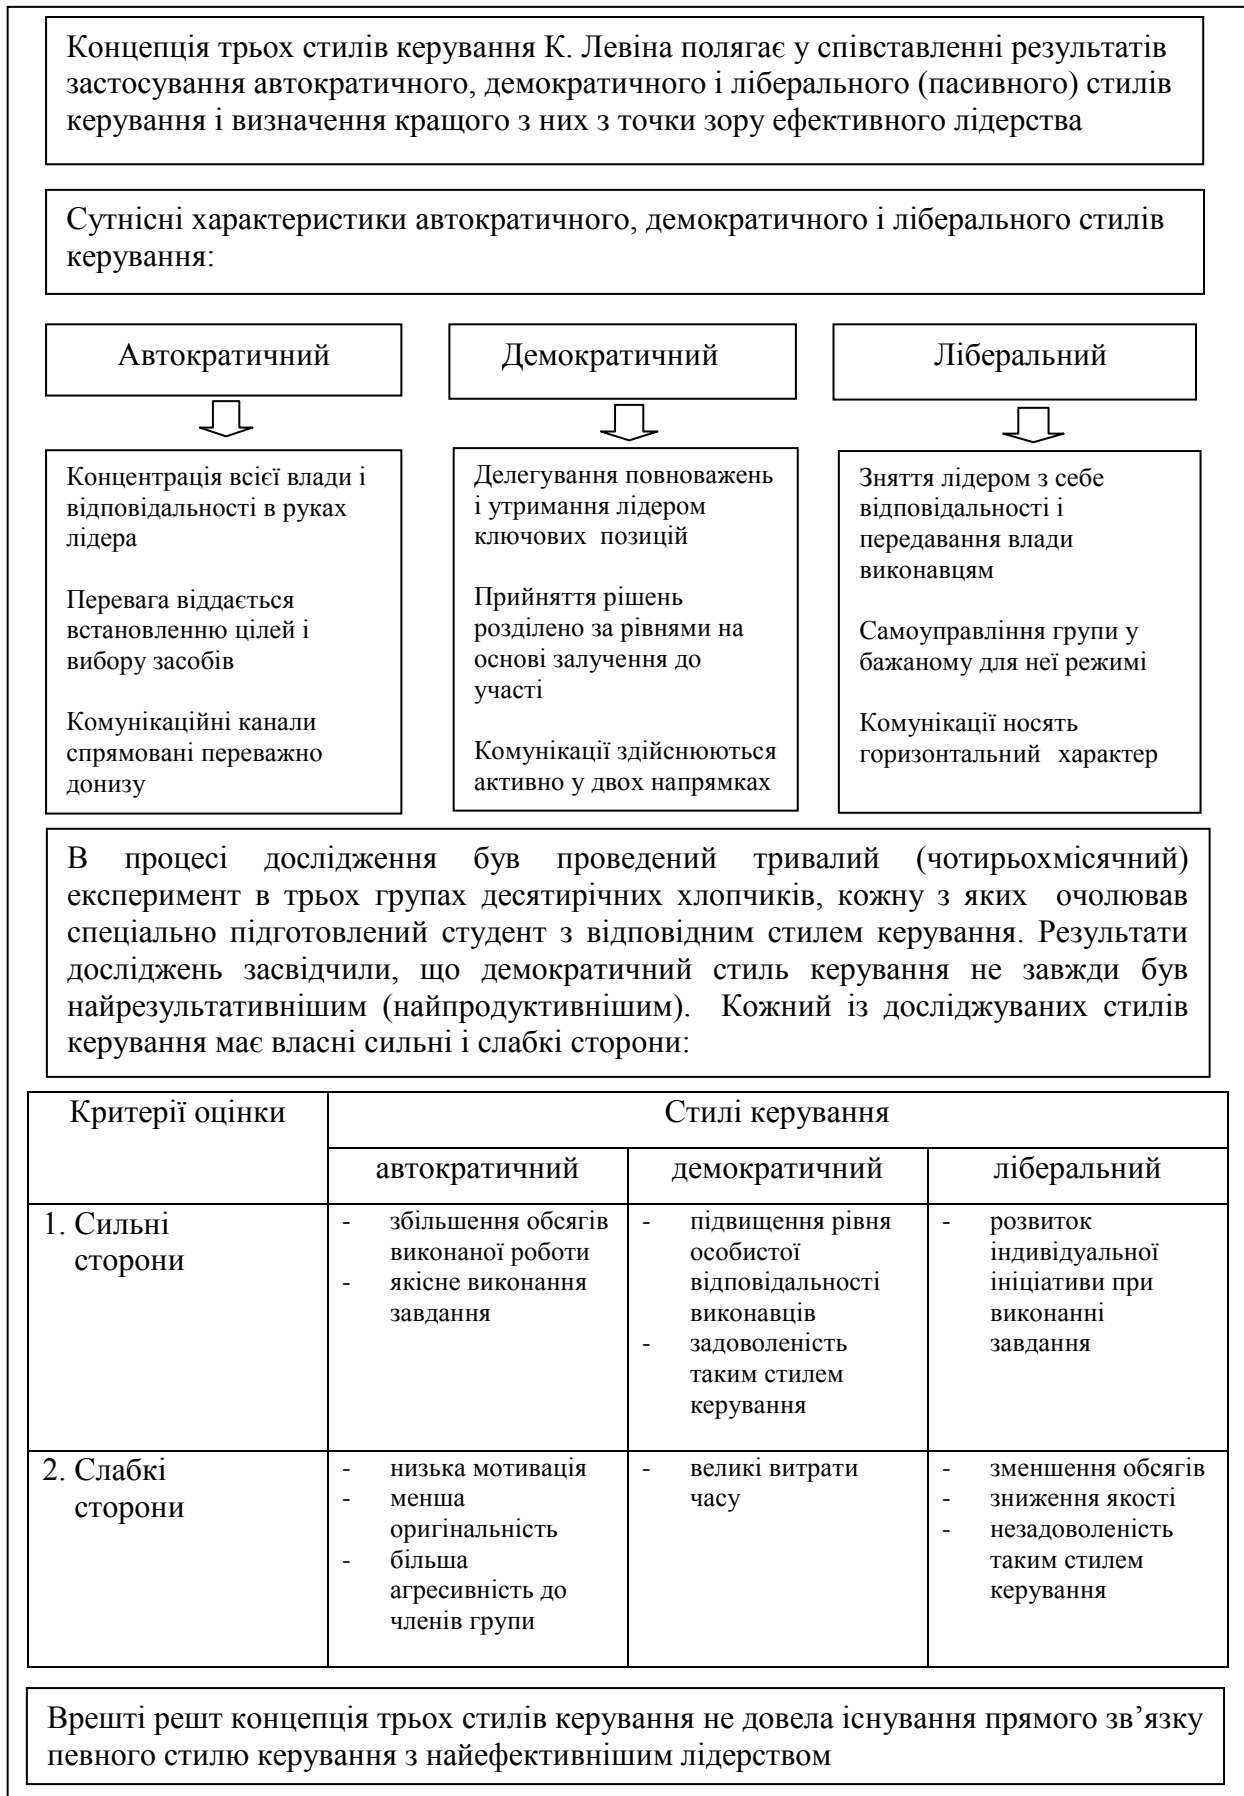 Концепція трьох стилів керування К. Левіна полягає у співставленні результатів
застосування автократичного, демократичного і ліберального (пасивного) стилів
керування і визначення кращого з них з точки зору ефективного лідерства
Сутнісні характеристики автократичного, демократичного і ліберального стилів
керування:
Автократичний
Демократичний
Ліберальний
Концентрація всієї влади і
відповідальності в руках
лідера
Перевага віддається
встановленню цілей і
вибору засобів
Комунікаційні канали
спрямовані переважно
донизу
Делегування повноважень
і утримання лідером
ключових позицій
Прийняття рішень
розділено за рівнями на
основі залучення до
участі
Комунікації здійснюються
активно у двох напрямках
Зняття лідером з себе
відповідальності і
передавання влади
виконавцям
Самоуправління групи у
бажаному для неї режимі
Комунікації носять
горизонтальний характер
В процесі дослідження був проведений тривалий (чотирьохмісячний)
експеримент в трьох групах десятирічних хлопчиків, кожну з яких очолював
спеціально підготовлений студент з відповідним стилем керування. Результати
досліджень засвідчили, що демократичний стиль керування не завжди був
найрезультативнішим (найпродуктивнішим). Кожний із досліджуваних стилів
керування має власні сильні і слабкі сторони:
Критерії оцінки
Стилі керування
автократичний
демократичний
ліберальний
1. Сильні
сторони
- збільшення обсягів
виконаної роботи
- якісне виконання
завдання
- підвищення рівня
особистої
відповідальності
виконавців
- задоволеність
таким стилем
керування
- розвиток
індивідуальної
ініціативи при
виконанні
завдання
2. Слабкі
сторони
- низька мотивація
- менша
оригінальність
- більша
агресивність до
членів групи
- великі витрати
часу
- зменшення обсягів
- зниження якості
- незадоволеність
таким стилем
керування
Врешті решт концепція трьох стилів керування не довела існування прямого зв’язку
певного стилю керування з найефективнішим лідерством